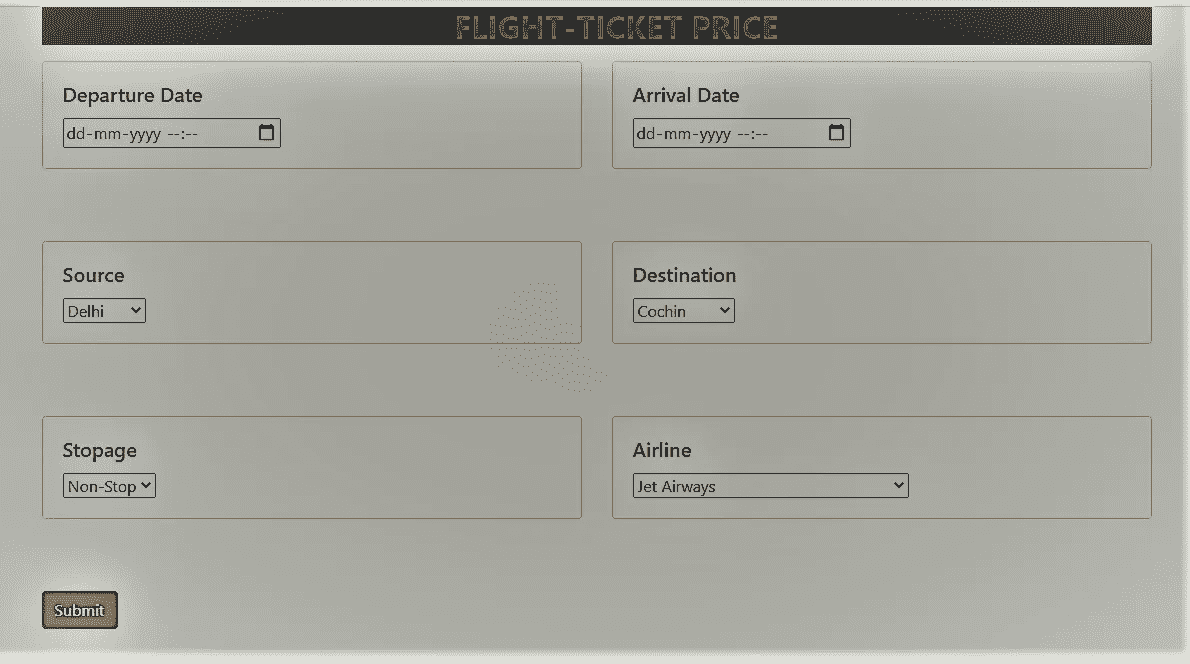 FLIGHT-TICKET PRICE
Departure Date
dd-mm-yyyy --:--
Arrival Date
dd-mm-yyyy --:--
Source
Delhi
Destination
Cochin
Stopage
Non-Stop
Airline
Jet Airways
Submit